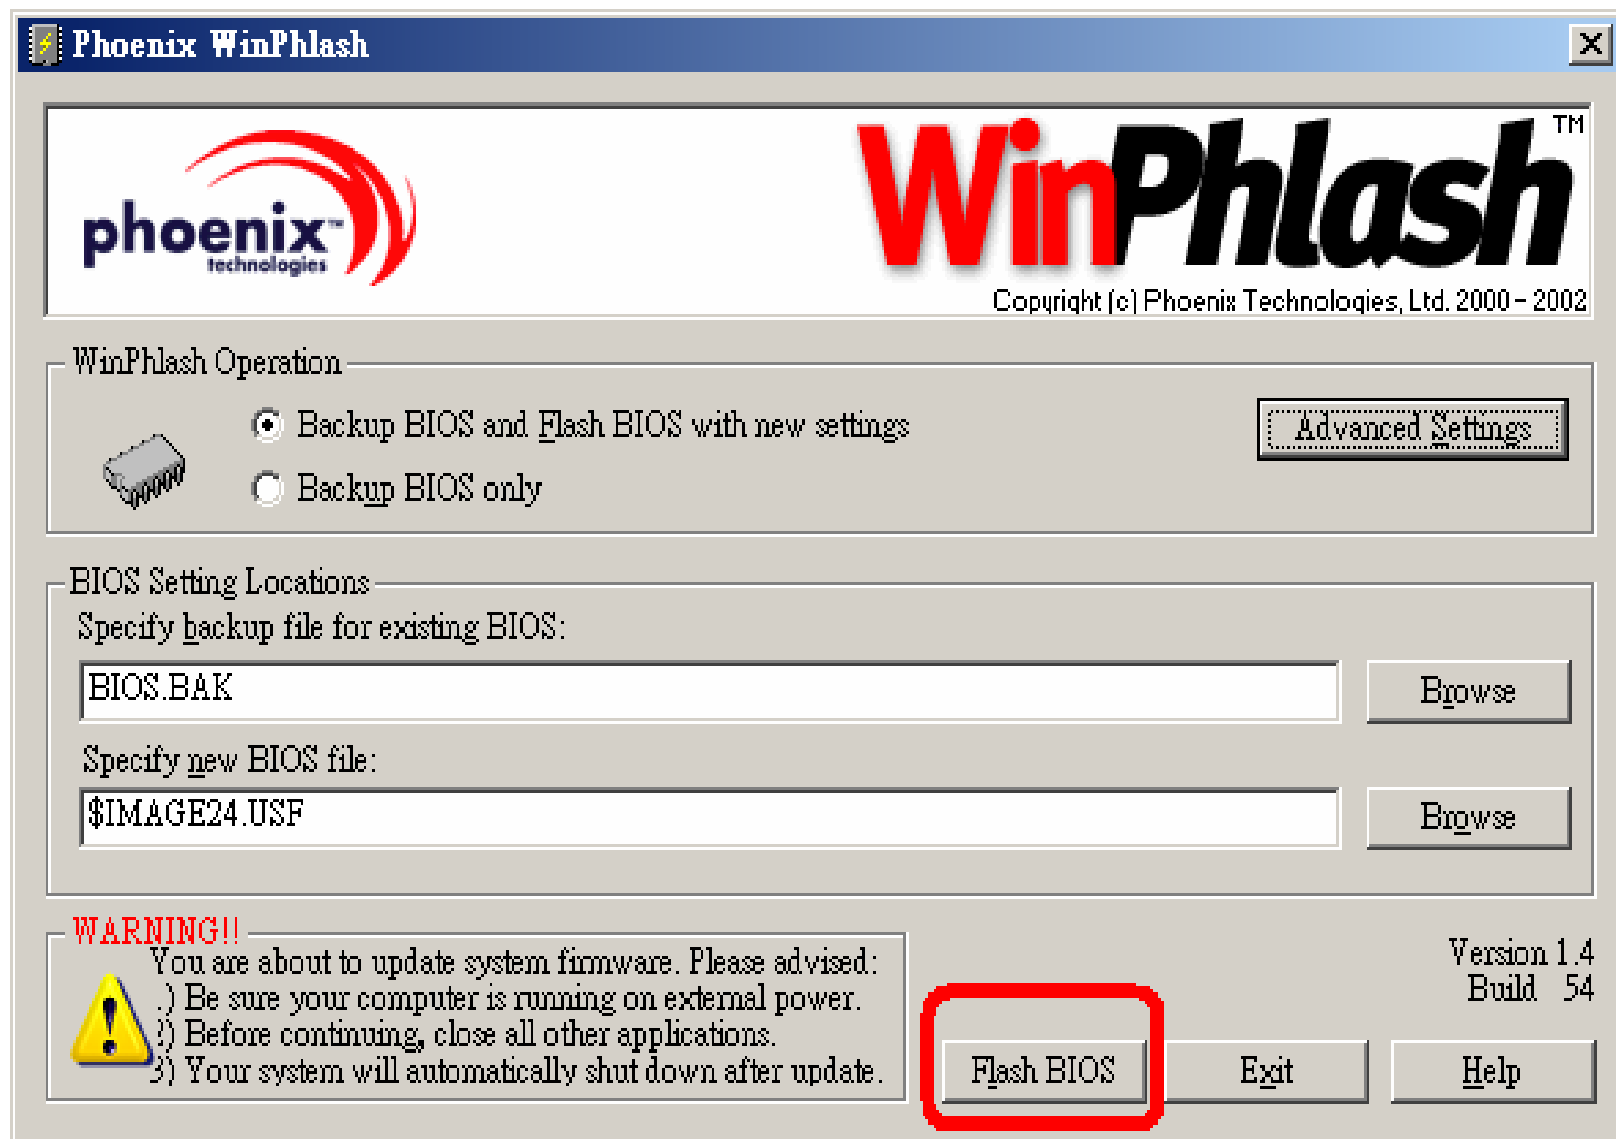 Phoenix WinPhlash
phoenix™
technologies
WinPhlash™
Copyright (c) Phoenix Technologies, Ltd. 2000 - 2002
WinPhlash Operation
Backup BIOS and Flash BIOS with new settings
Advanced Settings
Backup BIOS only
BIOS Setting Locations
Specify backup file for existing BIOS:
BIOS.BAK
Browse
Specify new BIOS file:
$IMAGE24.USF
Browse
WARNING!!
You are about to update system firmware. Please advised:
.) Be sure your computer is running on external power.
2) Before continuing, close all other applications.
3) Your system will automatically shut down after update.
Version 1.4
Build 54
Flash BIOS
Exit
Help